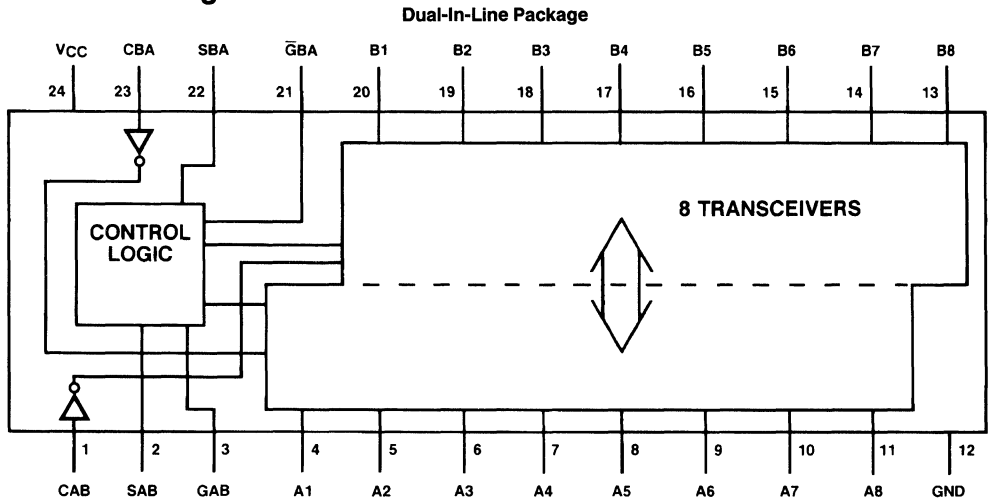 Dual-In-Line Package
VCC CBA SBA G̅BA B1 B2 B3 B4 B5 B6 B7 B8
24 23 22 21 20 19 18 17 16 15 14 13
8 TRANSCEIVERS
CONTROL
LOGIC
1 2 3 4 5 6 7 8 9 10 11 12
CAB SAB GAB A1 A2 A3 A4 A5 A6 A7 A8 GND